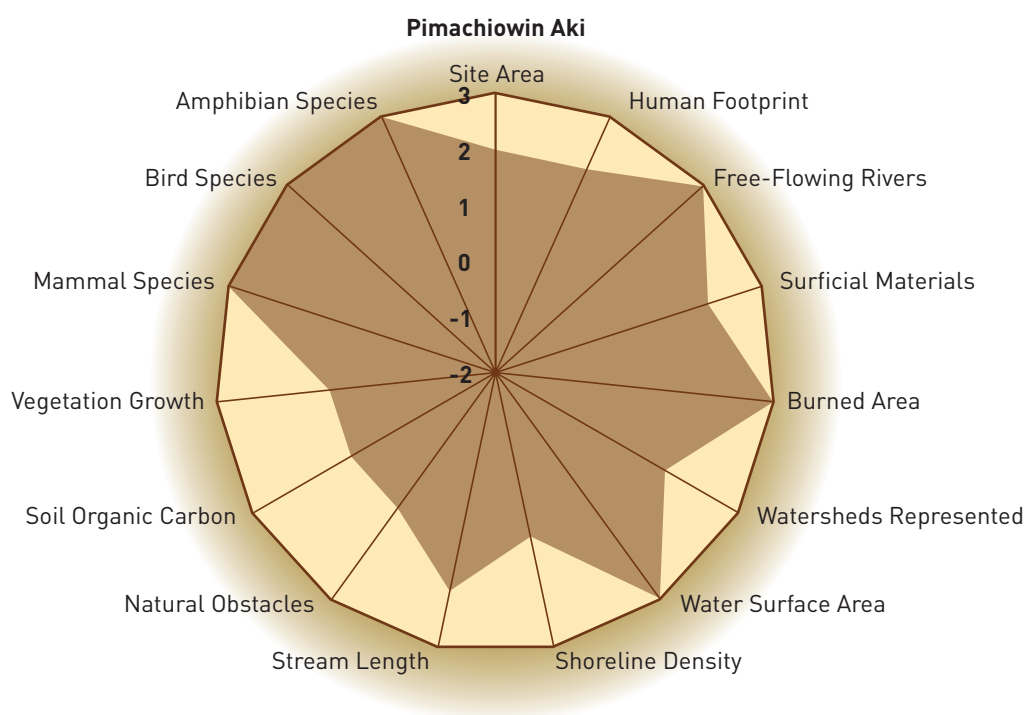 Pimachiowin Aki
Site Area
Human Footprint
Free-Flowing Rivers
Surficial Materials
Burned Area
Watersheds Represented
Water Surface Area
Shoreline Density
Stream Length
Natural Obstacles
Soil Organic Carbon
Vegetation Growth
Mammal Species
Bird Species
Amphibian Species
3
2
1
0
-1
-2